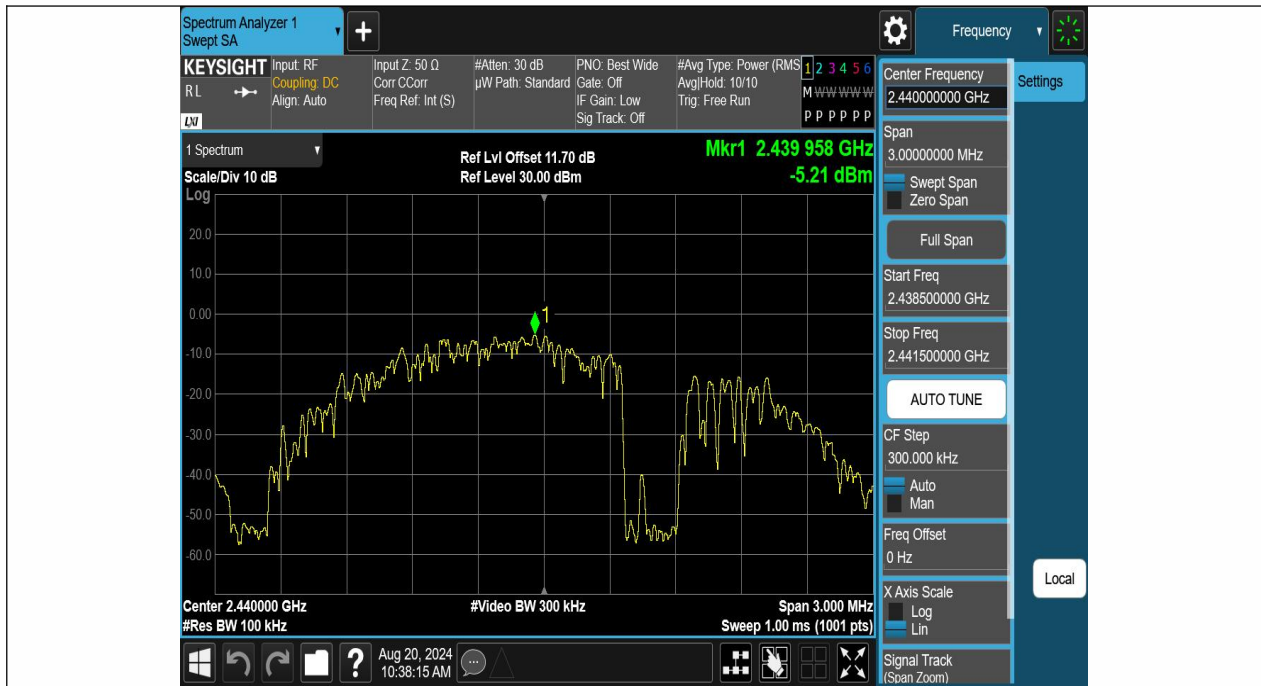 Spectrum Analyzer 1
Swept SA
+
Frequency
KEYSIGHT
RL
LXI
Input: RF
Coupling: DC
Align: Auto
Input Z: 50 Ω
Corr CCorr
Freq Ref: Int (S)
#Atten: 30 dB
µW Path: Standard
PNO: Best Wide
Gate: Off
IF Gain: Low
Sig Track: Off
#Avg Type: Power (RMS
Avg|Hold: 10/10
Trig: Free Run
1 2 3 4 5 6
M W W W W W
P P P P P P
1 Spectrum
Scale/Div 10 dB
Log
Ref Lvl Offset 11.70 dB
Ref Level 30.00 dBm
Mkr1 2.439 958 GHz
-5.21 dBm
20.0
10.0
0.00
-10.0
-20.0
-30.0
-40.0
-50.0
-60.0
1
Center 2.440000 GHz
#Res BW 100 kHz
#Video BW 300 kHz
Span 3.000 MHz
Sweep 1.00 ms (1001 pts)
Center Frequency
2.440000000 GHz
Settings
Span
3.00000000 MHz
Swept Span
Zero Span
Full Span
Start Freq
2.438500000 GHz
Stop Freq
2.441500000 GHz
AUTO TUNE
CF Step
300.000 kHz
Auto
Man
Freq Offset
0 Hz
Local
X Axis Scale
Log
Lin
Signal Track
(Span Zoom)
?
Aug 20, 2024
10:38:15 AM